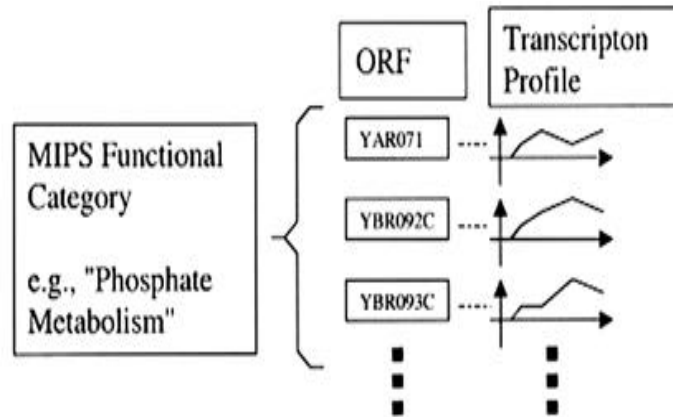 ORF
Transcripton
Profile
MIPS Functional
Category
e.g., "Phosphate
Metabolism"
YAR071
YBR092C
YBR093C